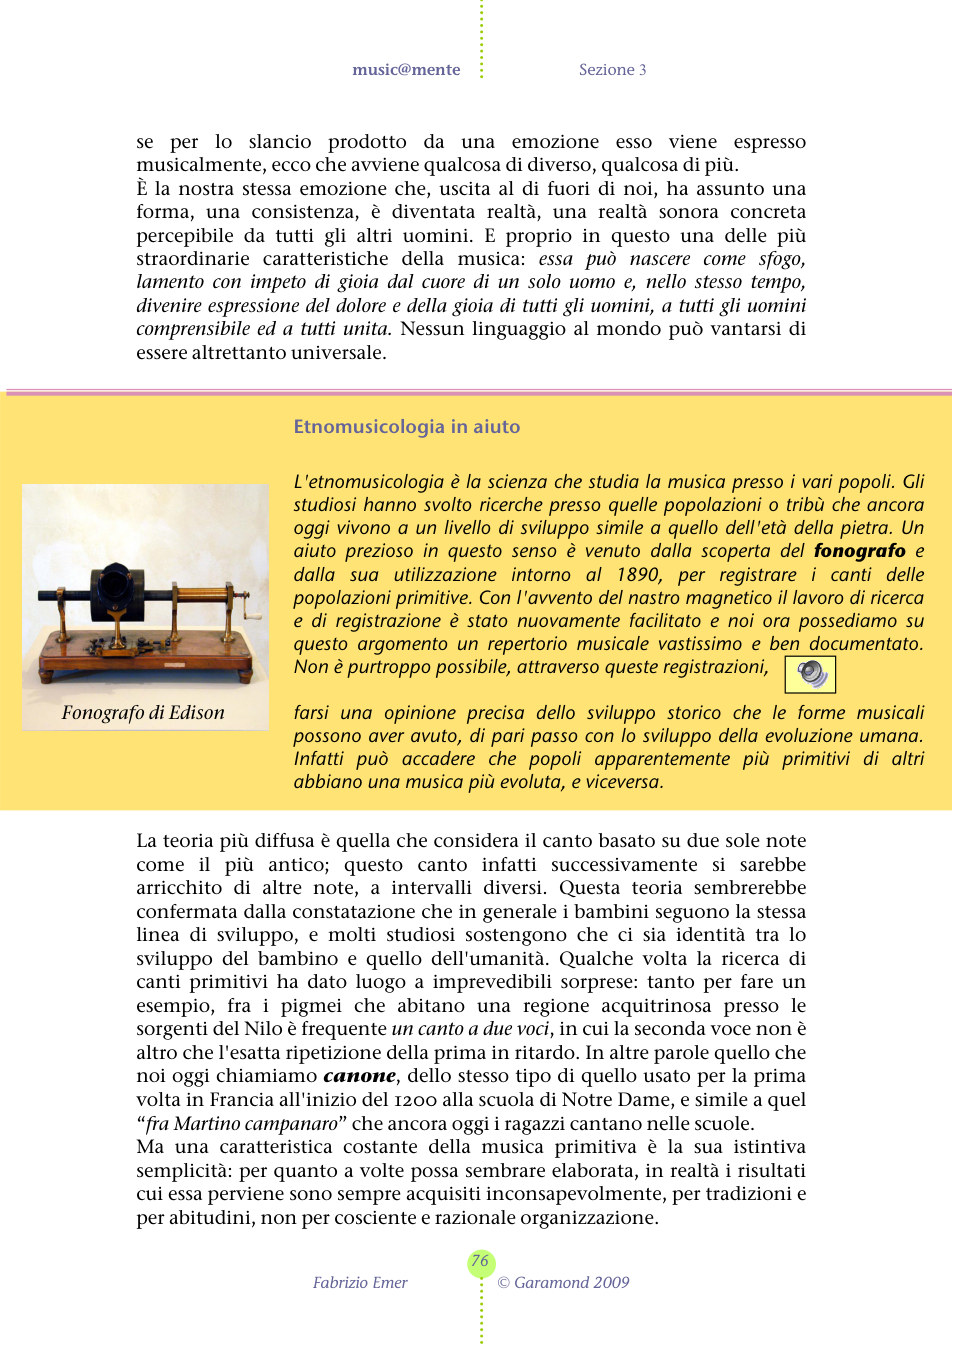 music@mente
Sezione 3
se per lo slancio prodotto da una emozione esso viene espresso
musicalmente, ecco che avviene qualcosa di diverso, qualcosa di più.
È la nostra stessa emozione che, uscita al di fuori di noi, ha assunto una
forma, una consistenza, è diventata realtà, una realtà sonora concreta
percepibile da tutti gli altri uomini. E proprio in questo una delle più
straordinarie caratteristiche della musica: essa può nascere come sfogo,
lamento con impeto di gioia dal cuore di un solo uomo e, nello stesso tempo,
divenire espressione del dolore e della gioia di tutti gli uomini, a tutti gli uomini
comprensibile ed a tutti unita. Nessun linguaggio al mondo può vantarsi di
essere altrettanto universale.
Etnomusicologia in aiuto
L'etnomusicologia è la scienza che studia la musica presso i vari popoli. Gli
studiosi hanno svolto ricerche presso quelle popolazioni o tribù che ancora
oggi vivono a un livello di sviluppo simile a quello dell'età della pietra. Un
aiuto prezioso in questo senso è venuto dalla scoperta del fonografo e
dalla sua utilizzazione intorno al 1890, per registrare i canti delle
popolazioni primitive. Con l'avvento del nastro magnetico il lavoro di ricerca
e di registrazione è stato nuovamente facilitato e noi ora possediamo su
questo argomento un repertorio musicale vastissimo e ben documentato.
Non è purtroppo possibile, attraverso queste registrazioni,
farsi una opinione precisa dello sviluppo storico che le forme musicali
possono aver avuto, di pari passo con lo sviluppo della evoluzione umana.
Infatti può accadere che popoli apparentemente più primitivi di altri
abbiano una musica più evoluta, e viceversa.
Fonografo di Edison
La teoria più diffusa è quella che considera il canto basato su due sole note
come il più antico; questo canto infatti successivamente si sarebbe
arricchito di altre note, a intervalli diversi. Questa teoria sembrerebbe
confermata dalla constatazione che in generale i bambini seguono la stessa
linea di sviluppo, e molti studiosi sostengono che ci sia identità tra lo
sviluppo del bambino e quello dell'umanità. Qualche volta la ricerca di
canti primitivi ha dato luogo a imprevedibili sorprese: tanto per fare un
esempio, fra i pigmei che abitano una regione acquitrinosa presso le
sorgenti del Nilo è frequente un canto a due voci, in cui la seconda voce non è
altro che l'esatta ripetizione della prima in ritardo. In altre parole quello che
noi oggi chiamiamo canone, dello stesso tipo di quello usato per la prima
volta in Francia all'inizio del 1200 alla scuola di Notre Dame, e simile a quel
“fra Martino campanaro” che ancora oggi i ragazzi cantano nelle scuole.
Ma una caratteristica costante della musica primitiva è la sua istintiva
semplicità: per quanto a volte possa sembrare elaborata, in realtà i risultati
cui essa perviene sono sempre acquisiti inconsapevolmente, per tradizioni e
per abitudini, non per cosciente e razionale organizzazione.
76
Fabrizio Emer
© Garamond 2009